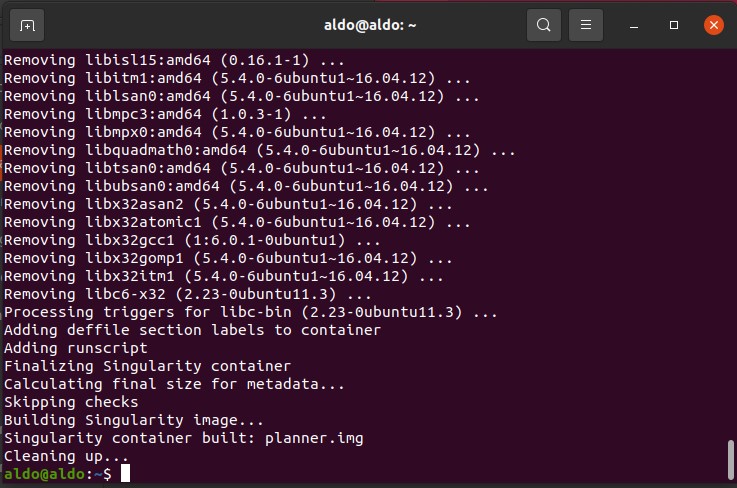 aldo@aldo: ~
Removing libisl15:amd64 (0.16.1-1) ...
Removing libitm1:amd64 (5.4.0-6ubuntu1~16.04.12) ...
Removing liblsan0:amd64 (5.4.0-6ubuntu1~16.04.12) ...
Removing libmpc3:amd64 (1.0.3-1) ...
Removing libmpx0:amd64 (5.4.0-6ubuntu1~16.04.12) ...
Removing libquadmath0:amd64 (5.4.0-6ubuntu1~16.04.12) ...
Removing libtsan0:amd64 (5.4.0-6ubuntu1~16.04.12) ...
Removing libubsan0:amd64 (5.4.0-6ubuntu1~16.04.12) ...
Removing libx32asan2 (5.4.0-6ubuntu1~16.04.12) ...
Removing libx32atomic1 (5.4.0-6ubuntu1~16.04.12) ...
Removing libx32gcc1 (1:6.0.1-0ubuntu1) ...
Removing libx32gomp1 (5.4.0-6ubuntu1~16.04.12) ...
Removing libx32itm1 (5.4.0-6ubuntu1~16.04.12) ...
Removing libc6-x32 (2.23-0ubuntu11.3) ...
Processing triggers for libc-bin (2.23-0ubuntu11.3) ...
Adding deffile section labels to container
Adding runscript
Finalizing Singularity container
Calculating final size for metadata...
Skipping checks
Building Singularity image...
Singularity container built: planner.img
Cleaning up...
aldo@aldo:~$